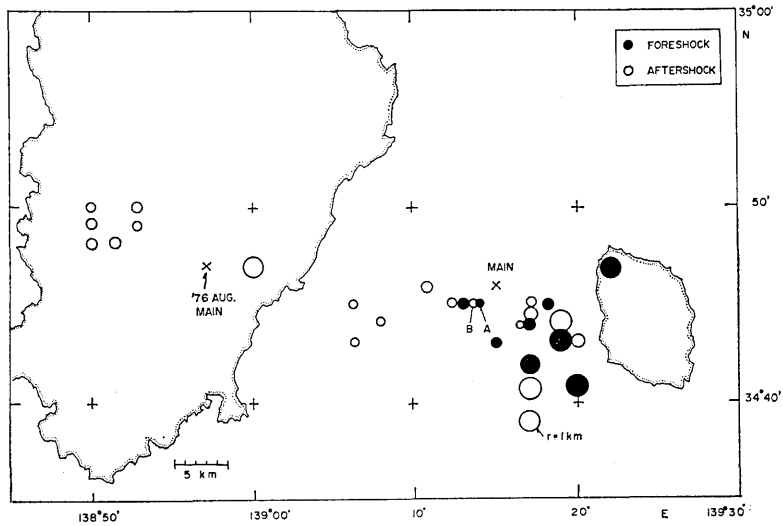 35°00'
N
FORESHOCK
AFTERSHOCK
50'
MAIN
'76 AUG.
MAIN
B A
34°40'
r=1km
5 km
138°50'
139°00'
10'
20'
E
139°30'